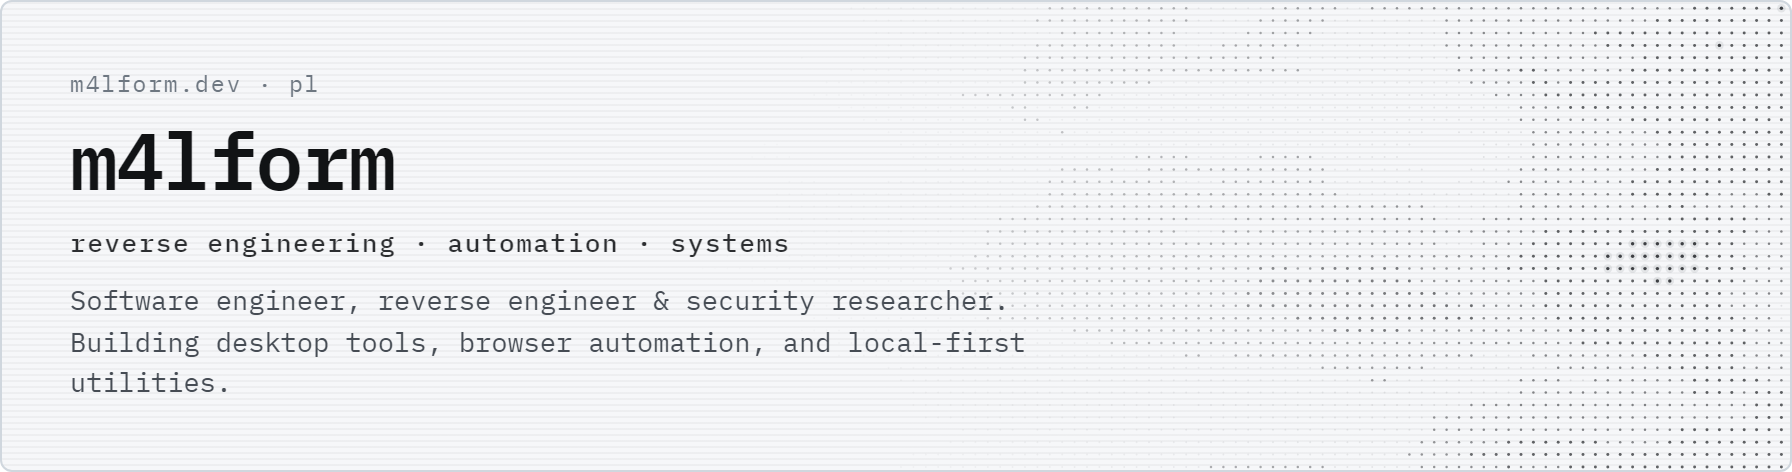 m4lform.dev · pl
m4lform
reverse engineering · automation · systems
Software engineer, reverse engineer & security researcher.
Building desktop tools, browser automation, and local-first
utilities.